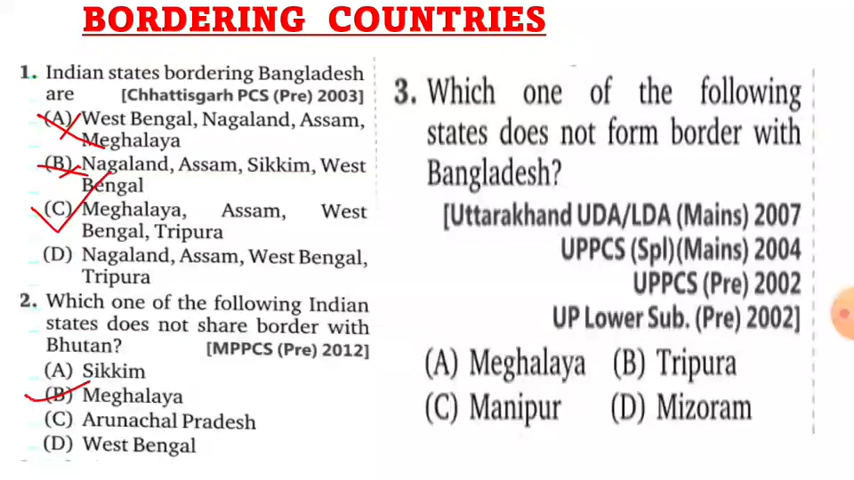 BORDERING COUNTRIES
1. Indian states bordering Bangladesh
are [Chhattisgarh PCS (Pre) 2003]
(A) West Bengal, Nagaland, Assam,
Meghalaya
(B) Nagaland, Assam, Sikkim, West
Bengal
(C) Meghalaya, Assam, West
Bengal, Tripura
(D) Nagaland, Assam, West Bengal,
Tripura
2. Which one of the following Indian
states does not share border with
Bhutan? [MPPCS (Pre) 2012]
(A) Sikkim
(B) Meghalaya
(C) Arunachal Pradesh
(D) West Bengal
3. Which one of the following
states does not form border with
Bangladesh?
[Uttarakhand UDA/LDA (Mains) 2007
UPPCS (Spl)(Mains) 2004
UPPCS (Pre) 2002
UP Lower Sub. (Pre) 2002]
(A) Meghalaya (B) Tripura
(C) Manipur (D) Mizoram